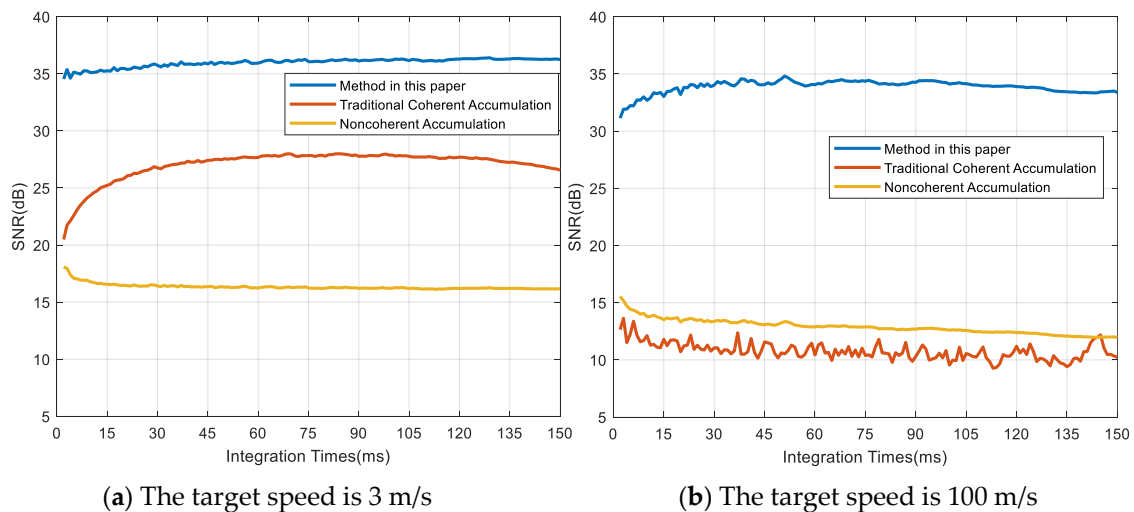 40
35
30
25
20
15
10
5
SNR(dB)
Method in this paper
Traditional Coherent Accumulation
Noncoherent Accumulation
0 15 30 45 60 75 90 105 120 135 150
Integration Times(ms)
(a) The target speed is 3 m/s
40
35
30
25
20
15
10
5
SNR(dB)
Method in this paper
Traditional Coherent Accumulation
Noncoherent Accumulation
0 15 30 45 60 75 90 105 120 135 150
Integration Times(ms)
(b) The target speed is 100 m/s